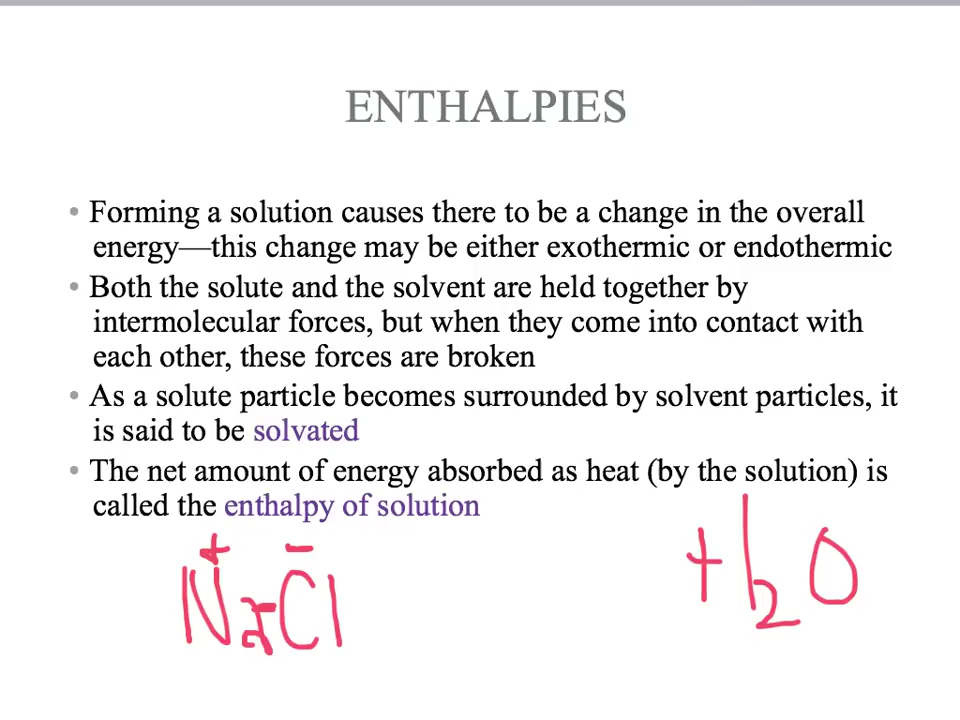 ENTHALPIES
• Forming a solution causes there to be a change in the overall
energy—this change may be either exothermic or endothermic
• Both the solute and the solvent are held together by
intermolecular forces, but when they come into contact with
each other, these forces are broken
• As a solute particle becomes surrounded by solvent particles, it
is said to be solvated
• The net amount of energy absorbed as heat (by the solution) is
called the enthalpy of solution
+ −
NaCl H2O